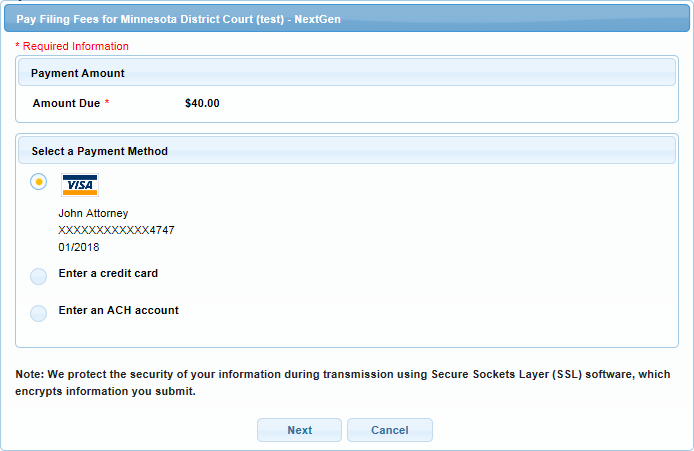 Pay Filing Fees for Minnesota District Court (test) - NextGen
* Required Information
Payment Amount
Amount Due * $40.00
Select a Payment Method
VISA
John Attorney
XXXXXXXXXXXX4747
01/2018
Enter a credit card
Enter an ACH account
Note: We protect the security of your information during transmission using Secure Sockets Layer (SSL) software, which
encrypts information you submit.
Next Cancel